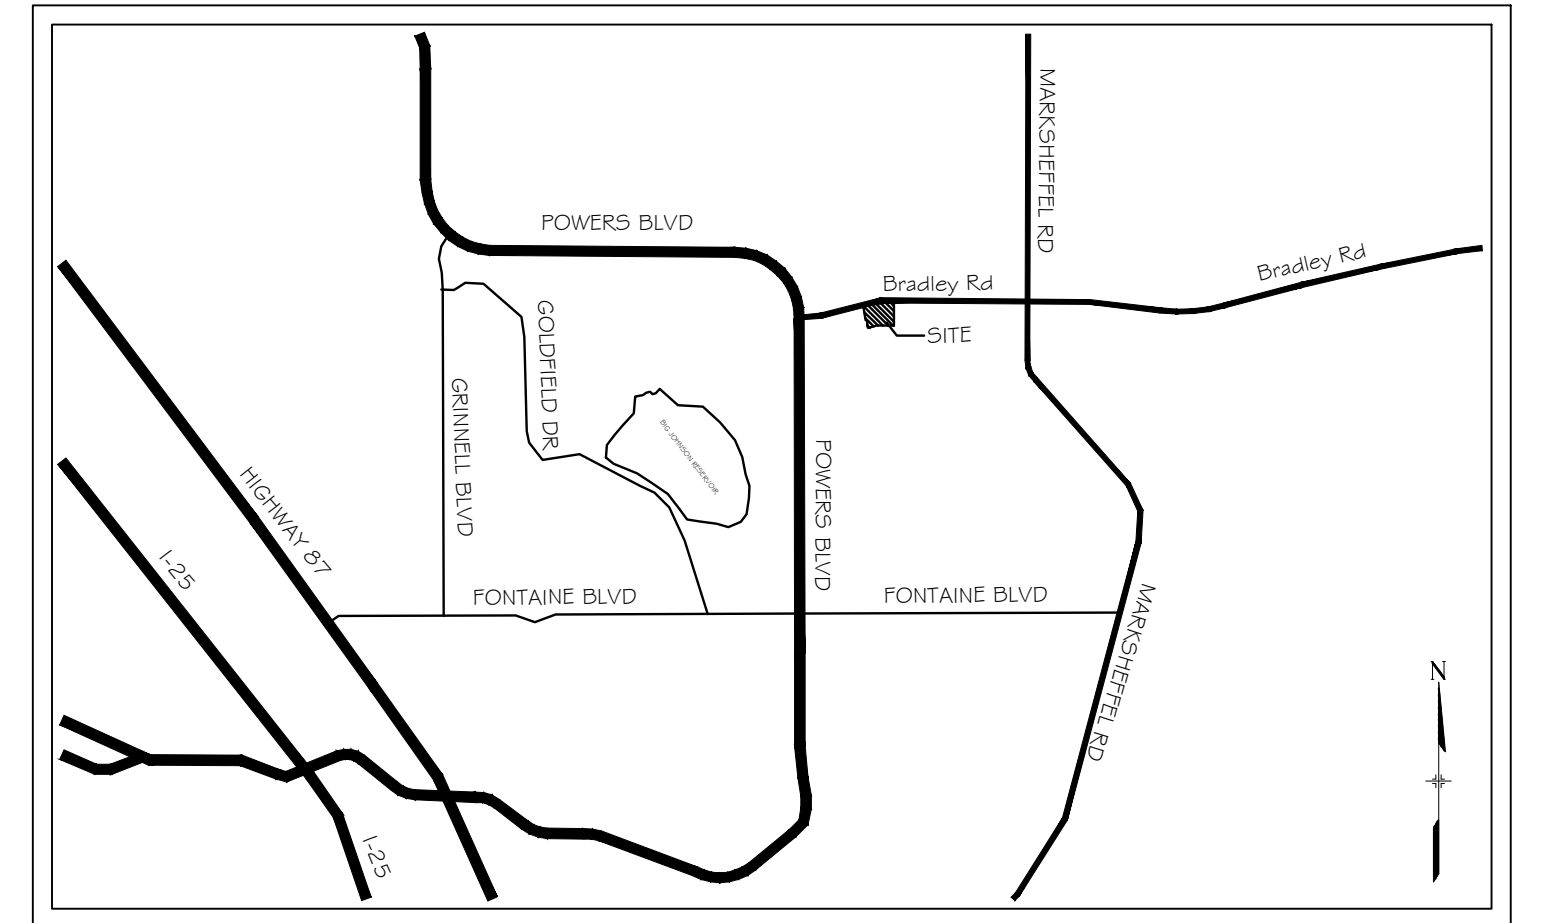 MARKSHEFFEL RD
POWERS BLVD
Bradley Rd
Bradley Rd
GOLDFIELD DR
SITE
GRINNELL BLVD
BIG JOHNSON RESERVOIR
POWERS BLVD
HIGHWAY 87
I-25
FONTAINE BLVD
FONTAINE BLVD
MARKSHEFFEL RD
N
I-25